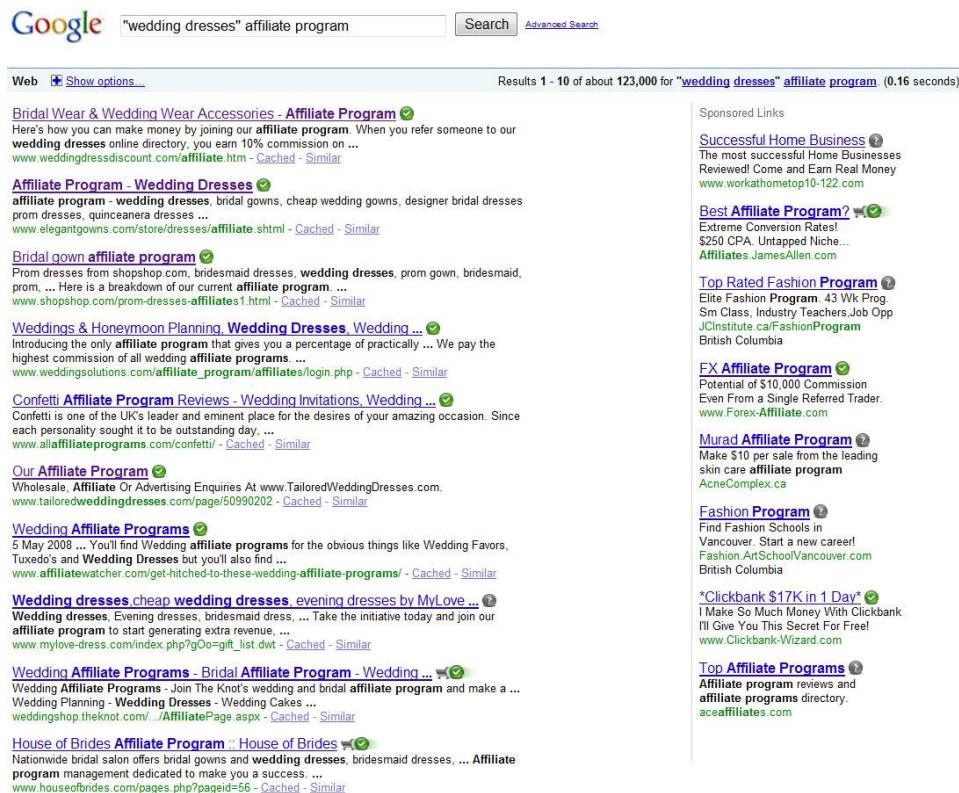 Google
"wedding dresses" affiliate program
Search
Advanced Search
Web
Show options...
Results 1 - 10 of about 123,000 for "wedding dresses" affiliate program. (0.16 seconds)
Bridal Wear & Wedding Wear Accessories - Affiliate Program
Here's how you can make money by joining our affiliate program. When you refer someone to our
wedding dresses online directory, you earn 10% commission on ...
www.weddingdressdiscount.com/affiliate.htm - Cached - Similar
Affiliate Program - Wedding Dresses
affiliate program - wedding dresses, bridal gowns, cheap wedding gowns, designer bridal dresses
prom dresses, quinceanera dresses ...
www.elegantgowns.com/store/dresses/affiliate.shtml - Cached - Similar
Bridal gown affiliate program
Prom dresses from shopshop.com, bridesmaid dresses, wedding dresses, prom gown, bridesmaid,
prom, ... Here is a breakdown of our current affiliate program. ...
www.shopshop.com/prom-dresses-affiliates1.html - Cached - Similar
Weddings & Honeymoon Planning, Wedding Dresses, Wedding ...
Introducing the only affiliate program that gives you a percentage of practically ... We pay the
highest commission of all wedding affiliate programs. ...
www.weddingsolutions.com/affiliate_program/affiliates/login.php - Cached - Similar
Confetti Affiliate Program Reviews - Wedding Invitations, Wedding ...
Confetti is one of the UK's leader and eminent place for the desires of your amazing occasion. Since
each personality sought it to be outstanding day, ...
www.allaffiliateprograms.com/confetti/ - Cached - Similar
Our Affiliate Program
Wholesale, Affiliate Or Advertising Enquiries At www.TailoredWeddingDresses.com.
www.tailoredweddingdresses.com/page/50990202 - Cached - Similar
Wedding Affiliate Programs
5 May 2008 ... You'll find Wedding affiliate programs for the obvious things like Wedding Favors,
Tuxedo's and Wedding Dresses but you'll also find ...
www.affiliatewatcher.com/get-hitched-to-these-wedding-affiliate-programs/ - Cached - Similar
Wedding dresses,cheap wedding dresses, evening dresses by MyLove ...
Wedding dresses, Evening dresses, bridesmaid dress, ... Take the initiative today and join our
affiliate program to start generating extra revenue, ...
www.mylove-dress.com/index.php?gOo=gift_list.dwt - Cached - Similar
Wedding Affiliate Programs - Bridal Affiliate Program - Wedding ...
Wedding Affiliate Programs - Join The Knot's wedding and bridal affiliate program and make a ...
Wedding Planning - Wedding Dresses - Wedding Cakes ...
weddingshop.theknot.com/.../AffiliatePage.aspx - Cached - Similar
House of Brides Affiliate Program :: House of Brides
Nationwide bridal salon offers bridal gowns and wedding dresses, bridesmaid dresses, ... Affiliate
program management dedicated to make you a success. ...
www.houseofbrides.com/pages.php?pageid=56 - Cached - Similar
Sponsored Links
Successful Home Business
The most successful Home Businesses
Reviewed! Come and Earn Real Money
www.workathometop10-122.com
Best Affiliate Program?
Extreme Conversion Rates!
$250 CPA. Untapped Niche...
Affiliates.JamesAllen.com
Top Rated Fashion Program
Elite Fashion Program. 43 Wk Prog.
Sm Class, Industry Teachers,Job Opp
JCInstitute.ca/FashionProgram
British Columbia
FX Affiliate Program
Potential of $10,000 Commission
Even From a Single Referred Trader.
www.Forex-Affiliate.com
Murad Affiliate Program
Make $10 per sale from the leading
skin care affiliate program
AcneComplex.ca
Fashion Program
Find Fashion Schools in
Vancouver. Start a new career!
Fashion.ArtSchoolVancouver.com
British Columbia
*Clickbank $17K in 1 Day*
I Make So Much Money With Clickbank
I'll Give You This Secret For Free!
www.Clickbank-Wizard.com
Top Affiliate Programs
Affiliate program reviews and
affiliate programs directory.
aceaffiliates.com